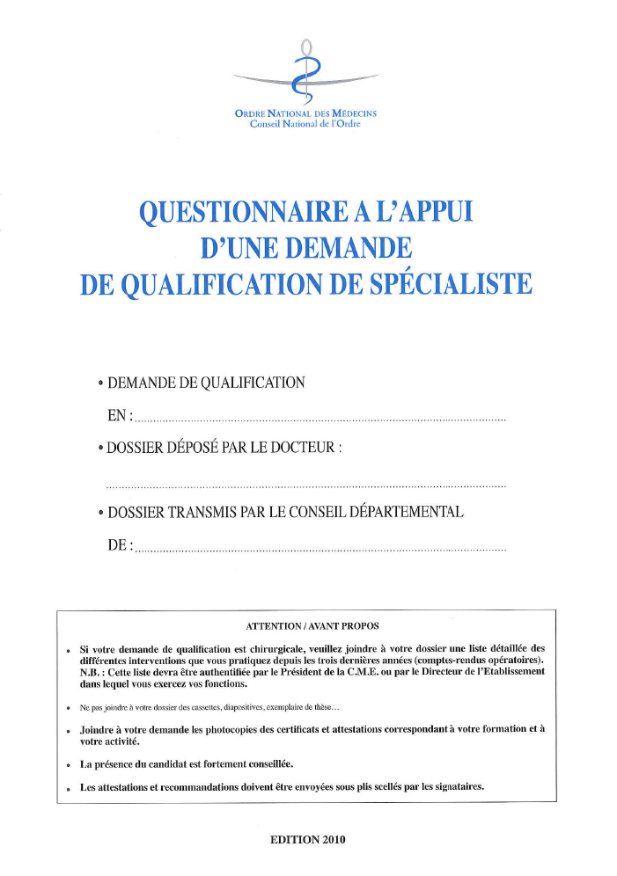 ORDRE NATIONAL DES MÉDECINS
Conseil National de l'Ordre
QUESTIONNAIRE A L'APPUI
D'UNE DEMANDE
DE QUALIFICATION DE SPÉCIALISTE
• DEMANDE DE QUALIFICATION
EN :
• DOSSIER DÉPOSÉ PAR LE DOCTEUR :
• DOSSIER TRANSMIS PAR LE CONSEIL DÉPARTEMENTAL
DE :
ATTENTION / AVANT PROPOS
• Si votre demande de qualification est chirurgicale, veuillez joindre à votre dossier une liste détaillée des
différentes interventions que vous pratiquez depuis les trois dernières années (comptes-rendus opératoires).
N.B. : Cette liste devra être authentifiée par le Président de la C.M.E. ou par le Directeur de l'Etablissement
dans lequel vous exercez vos fonctions.
• Ne pas joindre à votre dossier des cassettes, diapositives, exemplaire de thèse…
• Joindre à votre demande les photocopies des certificats et attestations correspondant à votre formation et à
votre activité.
• La présence du candidat est fortement conseillée.
• Les attestations et recommandations doivent être envoyées sous plis scellés par les signataires.
EDITION 2010